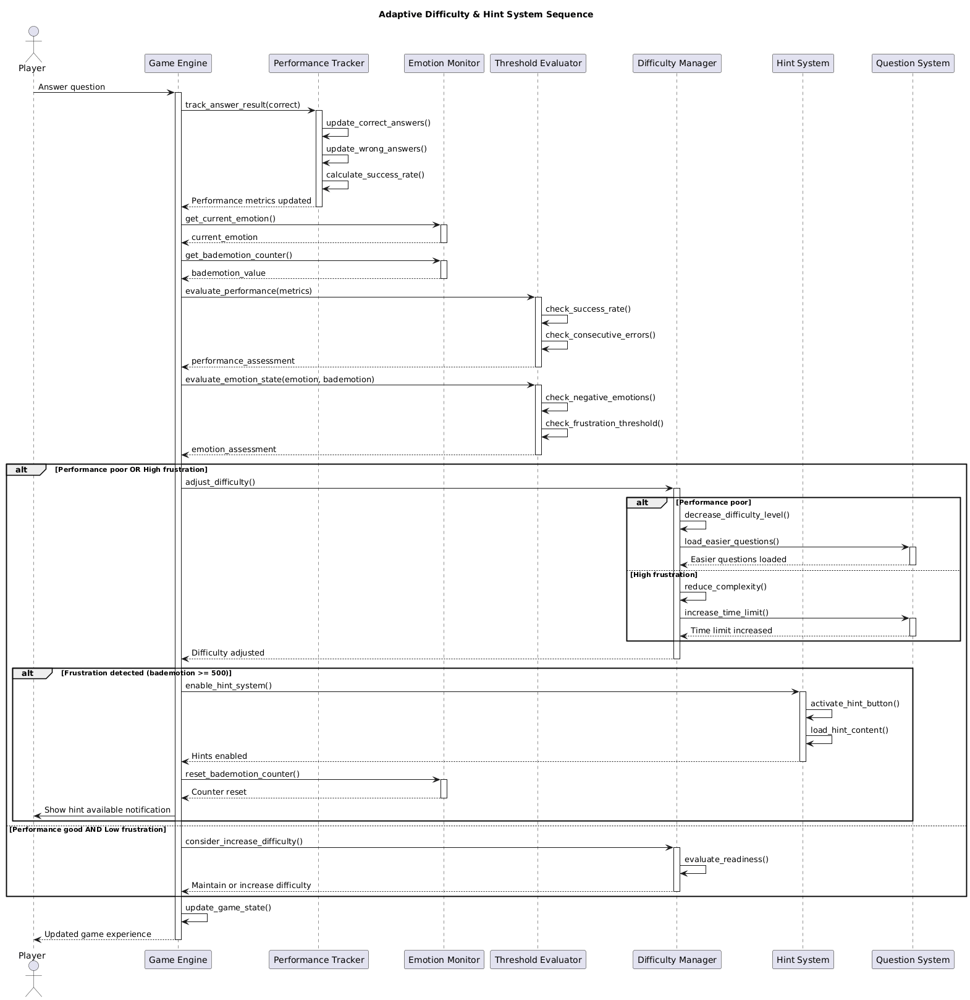 Adaptive Difficulty & Hint System Sequence
Player
Game Engine
Performance Tracker
Emotion Monitor
Threshold Evaluator
Difficulty Manager
Hint System
Question System
Answer question
track_answer_result(correct)
update_correct_answers()
update_wrong_answers()
calculate_success_rate()
Performance metrics updated
get_current_emotion()
current_emotion
get_bademotion_counter()
bademotion_value
evaluate_performance(metrics)
check_success_rate()
check_consecutive_errors()
performance_assessment
evaluate_emotion_state(emotion, bademotion)
check_negative_emotions()
check_frustration_threshold()
emotion_assessment
alt [Performance poor OR High frustration]
adjust_difficulty()
alt [Performance poor]
decrease_difficulty_level()
load_easier_questions()
Easier questions loaded
[High frustration]
reduce_complexity()
increase_time_limit()
Time limit increased
Difficulty adjusted
alt [Frustration detected (bademotion >= 500)]
enable_hint_system()
activate_hint_button()
load_hint_content()
Hints enabled
reset_bademotion_counter()
Counter reset
Show hint available notification
[Performance good AND Low frustration]
consider_increase_difficulty()
evaluate_readiness()
Maintain or increase difficulty
update_game_state()
Updated game experience
Player
Game Engine
Performance Tracker
Emotion Monitor
Threshold Evaluator
Difficulty Manager
Hint System
Question System